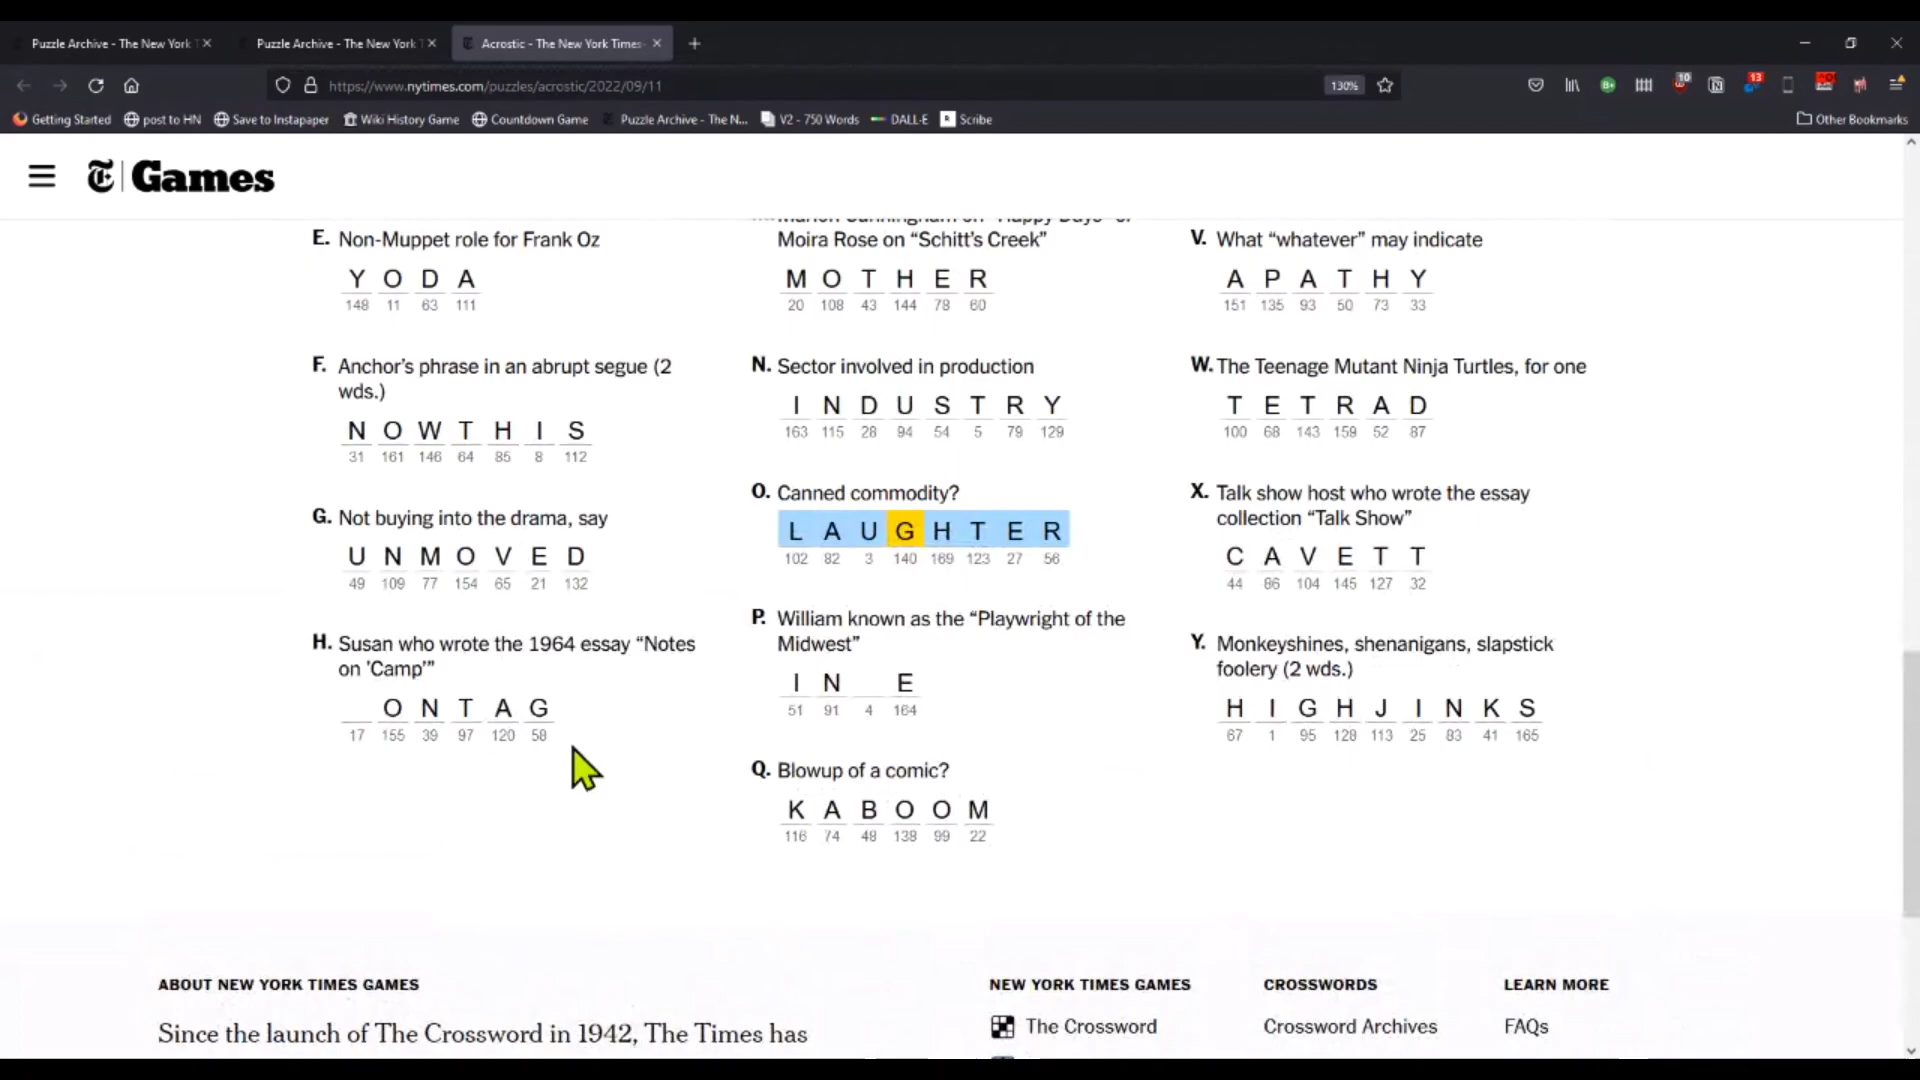 Puzzle Archive - The New York T
Puzzle Archive - The New York T
Acrostic - The New York Times
https://www.nytimes.com/puzzles/acrostic/2022/09/11
130%
10
13
Getting Started
post to HN
Save to Instapaper
Wiki History Game
Countdown Game
Puzzle Archive - The N...
V2 - 750 Words
DALL-E
Scribe
Other Bookmarks
T Games
E. Non-Muppet role for Frank Oz
Y O D A
148 11 63 111
F. Anchor's phrase in an abrupt segue (2
wds.)
N O W T H I S
31 161 146 64 85 8 112
G. Not buying into the drama, say
U N M O V E D
49 109 77 154 65 21 132
H. Susan who wrote the 1964 essay “Notes
on 'Camp'”
O N T A G
17 155 39 97 120 58
Marion Cunningham on “Happy Days” or
Moira Rose on “Schitt's Creek”
M O T H E R
20 108 43 144 78 60
N. Sector involved in production
I N D U S T R Y
163 115 28 94 54 5 79 129
O. Canned commodity?
L A U G H T E R
102 82 3 140 169 123 27 56
P. William known as the “Playwright of the
Midwest”
I N E
51 91 4 164
Q. Blowup of a comic?
K A B O O M
116 74 48 138 99 22
V. What “whatever” may indicate
A P A T H Y
151 135 93 50 73 33
W. The Teenage Mutant Ninja Turtles, for one
T E T R A D
100 68 143 159 52 87
X. Talk show host who wrote the essay
collection “Talk Show”
C A V E T T
44 86 104 145 127 32
Y. Monkeyshines, shenanigans, slapstick
foolery (2 wds.)
H I G H J I N K S
67 1 95 128 113 25 83 41 165
ABOUT NEW YORK TIMES GAMES
Since the launch of The Crossword in 1942, The Times has
NEW YORK TIMES GAMES
The Crossword
CROSSWORDS
Crossword Archives
LEARN MORE
FAQs